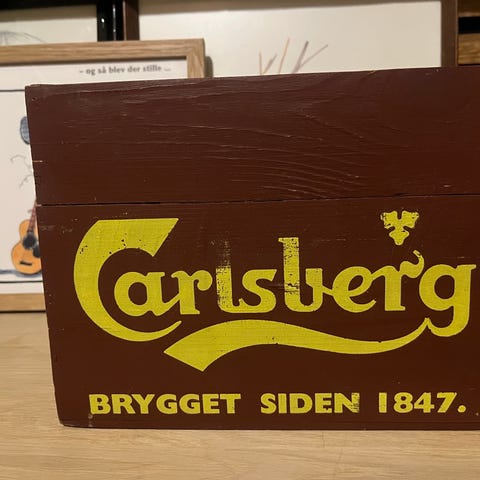 – og så blev der stille ...
Carlsberg
BRYGGET SIDEN 1847.